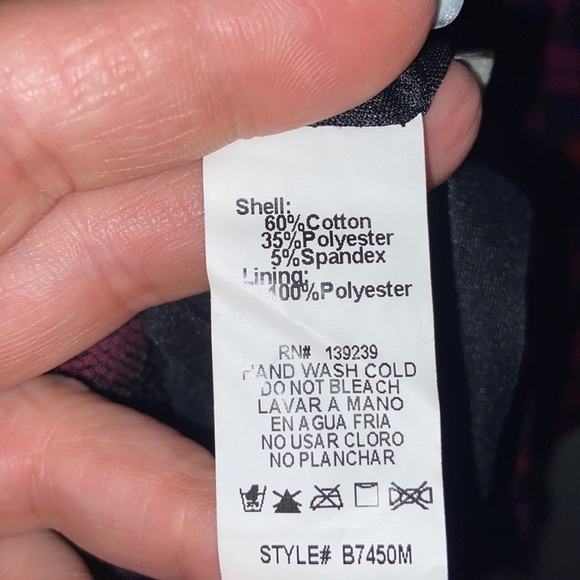 Shell:
60%Cotton
35%Polyester
5%Spandex
Lining:
100%Polyester
RN# 139239
HAND WASH COLD
DO NOT BLEACH
LAVAR A MANO
EN AGUA FRIA
NO USAR CLORO
NO PLANCHAR
STYLE# B7450M